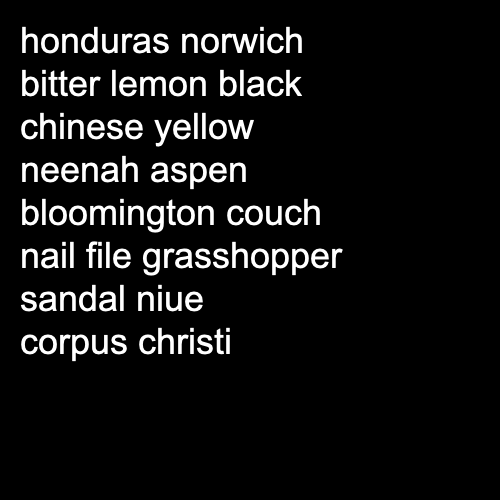 honduras norwich
bitter lemon black
chinese yellow
neenah aspen
bloomington couch
nail file grasshopper
sandal niue
corpus christi